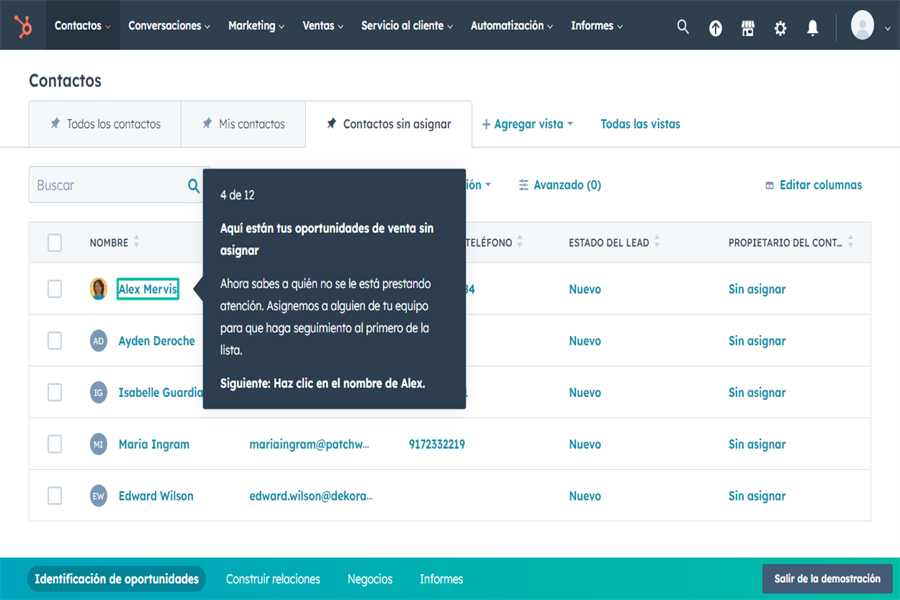 Contactos Conversaciones Marketing Ventas Servicio al cliente Automatización Informes
Contactos
Todos los contactos Mis contactos Contactos sin asignar + Agregar vista Todas las vistas
Buscar ión Avanzado (0) Editar columnas
4 de 12
Aquí están tus oportunidades de venta sin
asignar
Ahora sabes a quién no se le está prestando
atención. Asignemos a alguien de tu equipo
para que haga seguimiento al primero de la
lista.
Siguiente: Haz clic en el nombre de Alex.
NOMBRE TELÉFONO ESTADO DEL LEAD PROPIETARIO DEL CONT...
Alex Mervis 84 Nuevo Sin asignar
AD Ayden Deroche Nuevo Sin asignar
IG Isabelle Guardia Nuevo Sin asignar
MI Maria Ingram mariaingram@patchw... 9172332219 Nuevo Sin asignar
EW Edward Wilson edward.wilson@dekora... Nuevo Sin asignar
Identificación de oportunidades Construir relaciones Negocios Informes Salir de la demostración